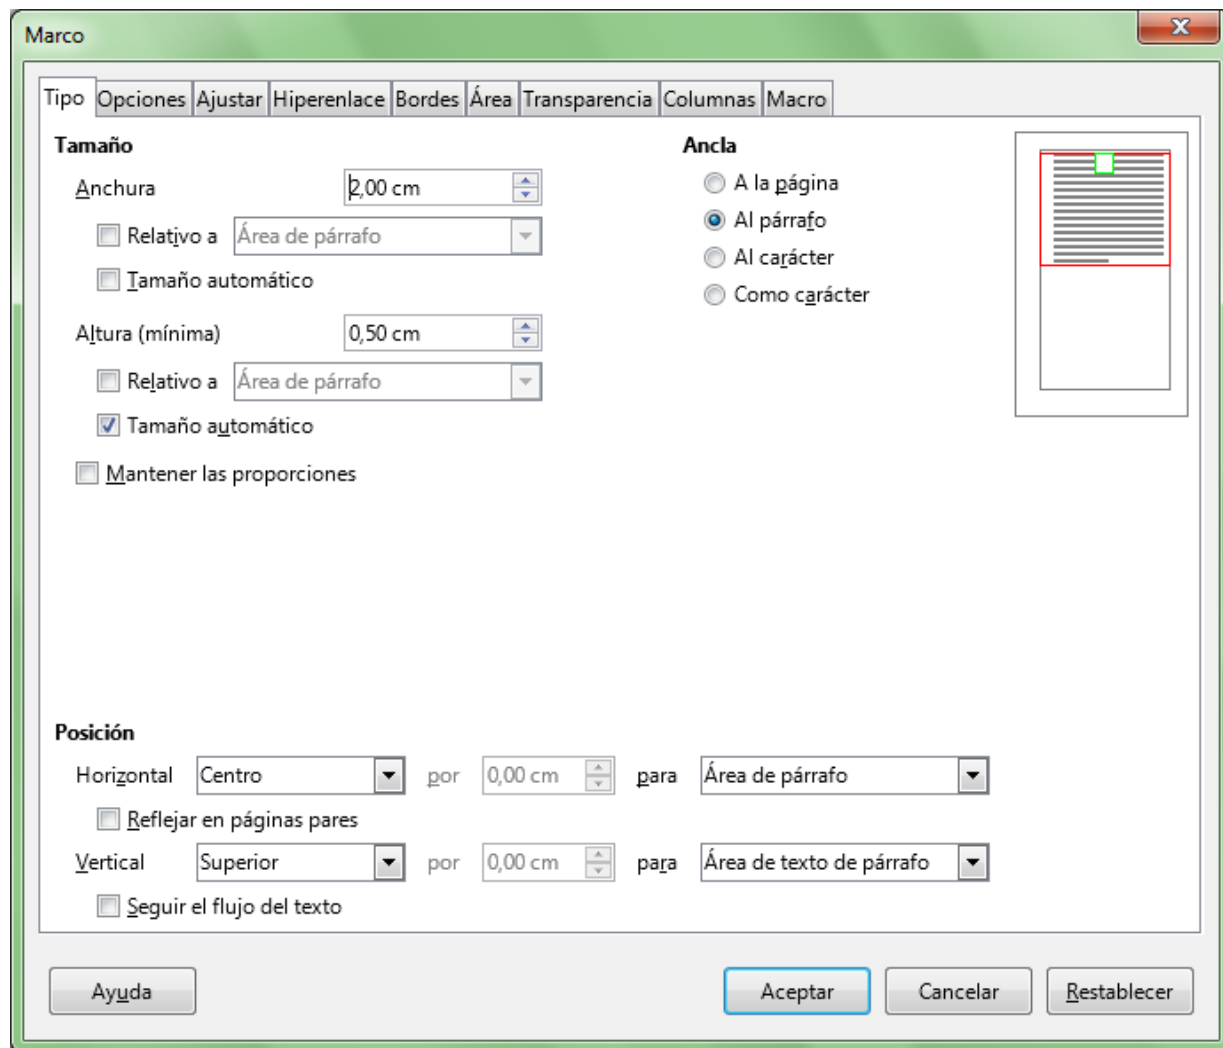 Marco
x
Tipo Opciones Ajustar Hiperenlace Bordes Área Transparencia Columnas Macro
Tamaño
Anchura 2,00 cm
Relativo a Área de párrafo
Tamaño automático
Altura (mínima) 0,50 cm
Relativo a Área de párrafo
Tamaño automático
Mantener las proporciones
Ancla
A la página
Al párrafo
Al carácter
Como carácter
Posición
Horizontal Centro por 0,00 cm para Área de párrafo
Reflejar en páginas pares
Vertical Superior por 0,00 cm para Área de texto de párrafo
Seguir el flujo del texto
Ayuda Aceptar Cancelar Restablecer